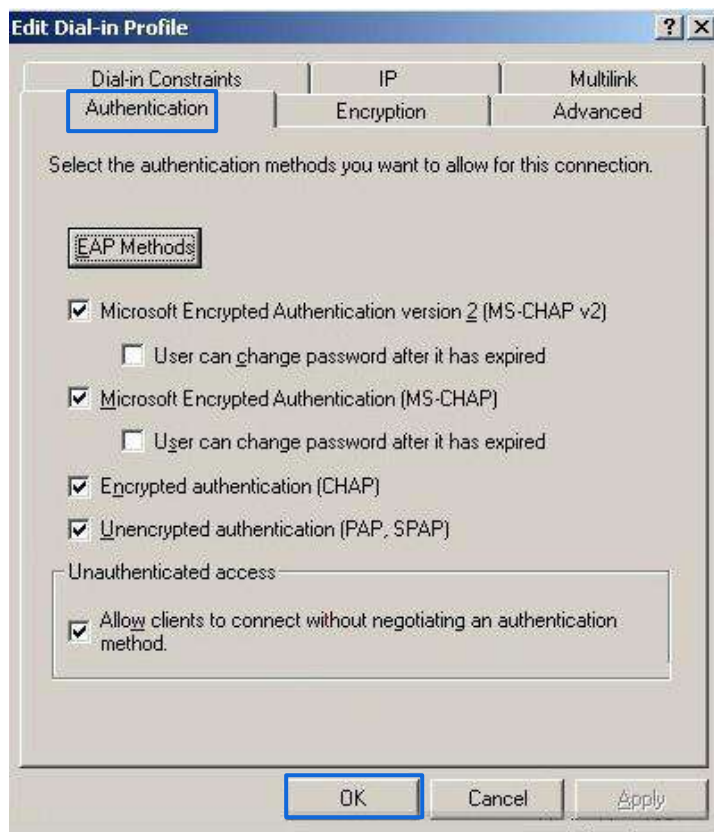 Edit Dial-in Profile
Dial-in Constraints IP Multilink
Authentication Encryption Advanced
Select the authentication methods you want to allow for this connection.
EAP Methods
Microsoft Encrypted Authentication version 2 (MS-CHAP v2)
User can change password after it has expired
Microsoft Encrypted Authentication (MS-CHAP)
User can change password after it has expired
Encrypted authentication (CHAP)
Unencrypted authentication (PAP, SPAP)
Unauthenticated access
Allow clients to connect without negotiating an authentication
method.
OK Cancel Apply